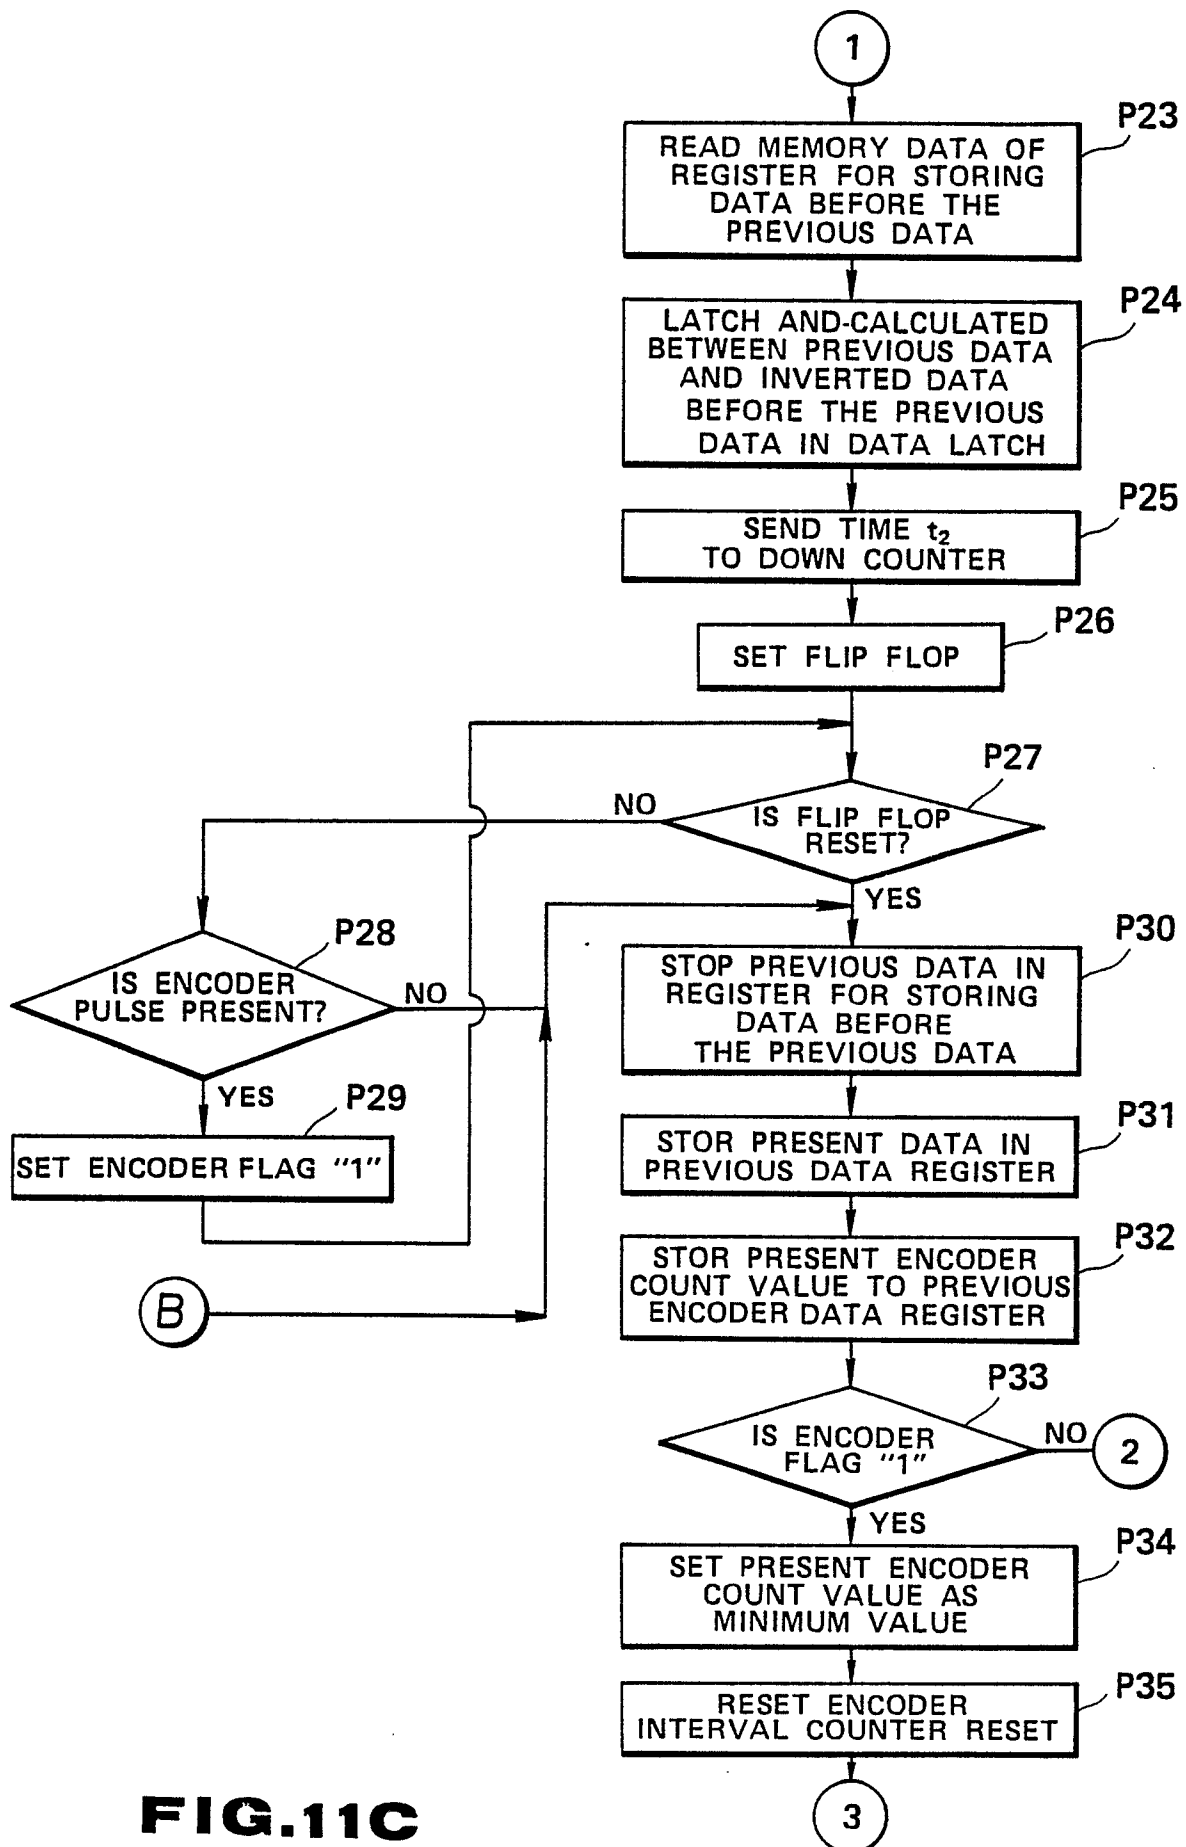 1
P23
READ MEMORY DATA OF
REGISTER FOR STORING
DATA BEFORE THE
PREVIOUS DATA
P24
LATCH AND-CALCULATED
BETWEEN PREVIOUS DATA
AND INVERTED DATA
BEFORE THE PREVIOUS
DATA IN DATA LATCH
P25
SEND TIME t2
TO DOWN COUNTER
P26
SET FLIP FLOP
P27
NO
IS FLIP FLOP
RESET?
YES
P28
IS ENCODER
PULSE PRESENT?
NO
YES
P29
SET ENCODER FLAG "1"
B
P30
STOP PREVIOUS DATA IN
REGISTER FOR STORING
DATA BEFORE
THE PREVIOUS DATA
P31
STOR PRESENT DATA IN
PREVIOUS DATA REGISTER
P32
STOR PRESENT ENCODER
COUNT VALUE TO PREVIOUS
ENCODER DATA REGISTER
P33
IS ENCODER
FLAG "1"
NO
2
YES
P34
SET PRESENT ENCODER
COUNT VALUE AS
MINIMUM VALUE
P35
RESET ENCODER
INTERVAL COUNTER RESET
3
FIG.11C